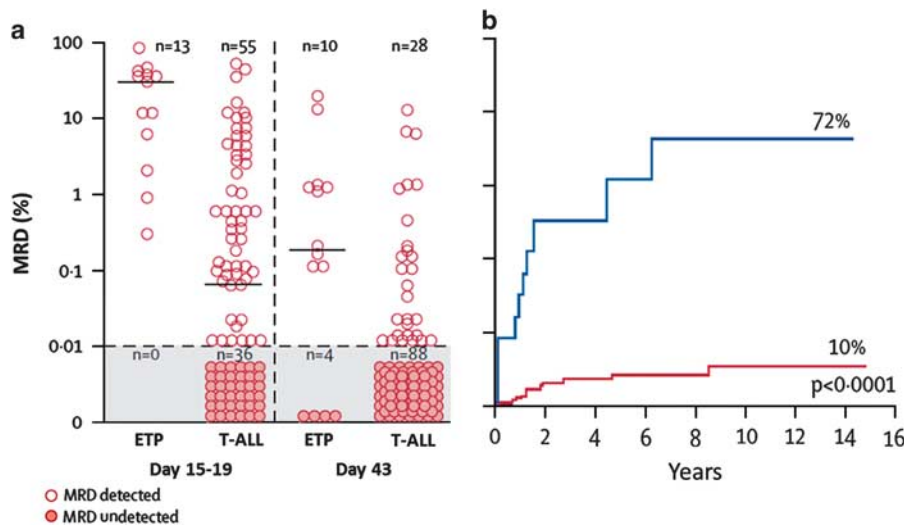 a
b
n=13 n=55 n=10 n=28
100
10
1
0·1
0·01
0
MRD (%)
n=0 n=36 n=4 n=88
ETP T-ALL ETP T-ALL
Day 15-19 Day 43
MRD detected
MRD undetected
72%
10%
p<0·0001
0 2 4 6 8 10 12 14 16
Years